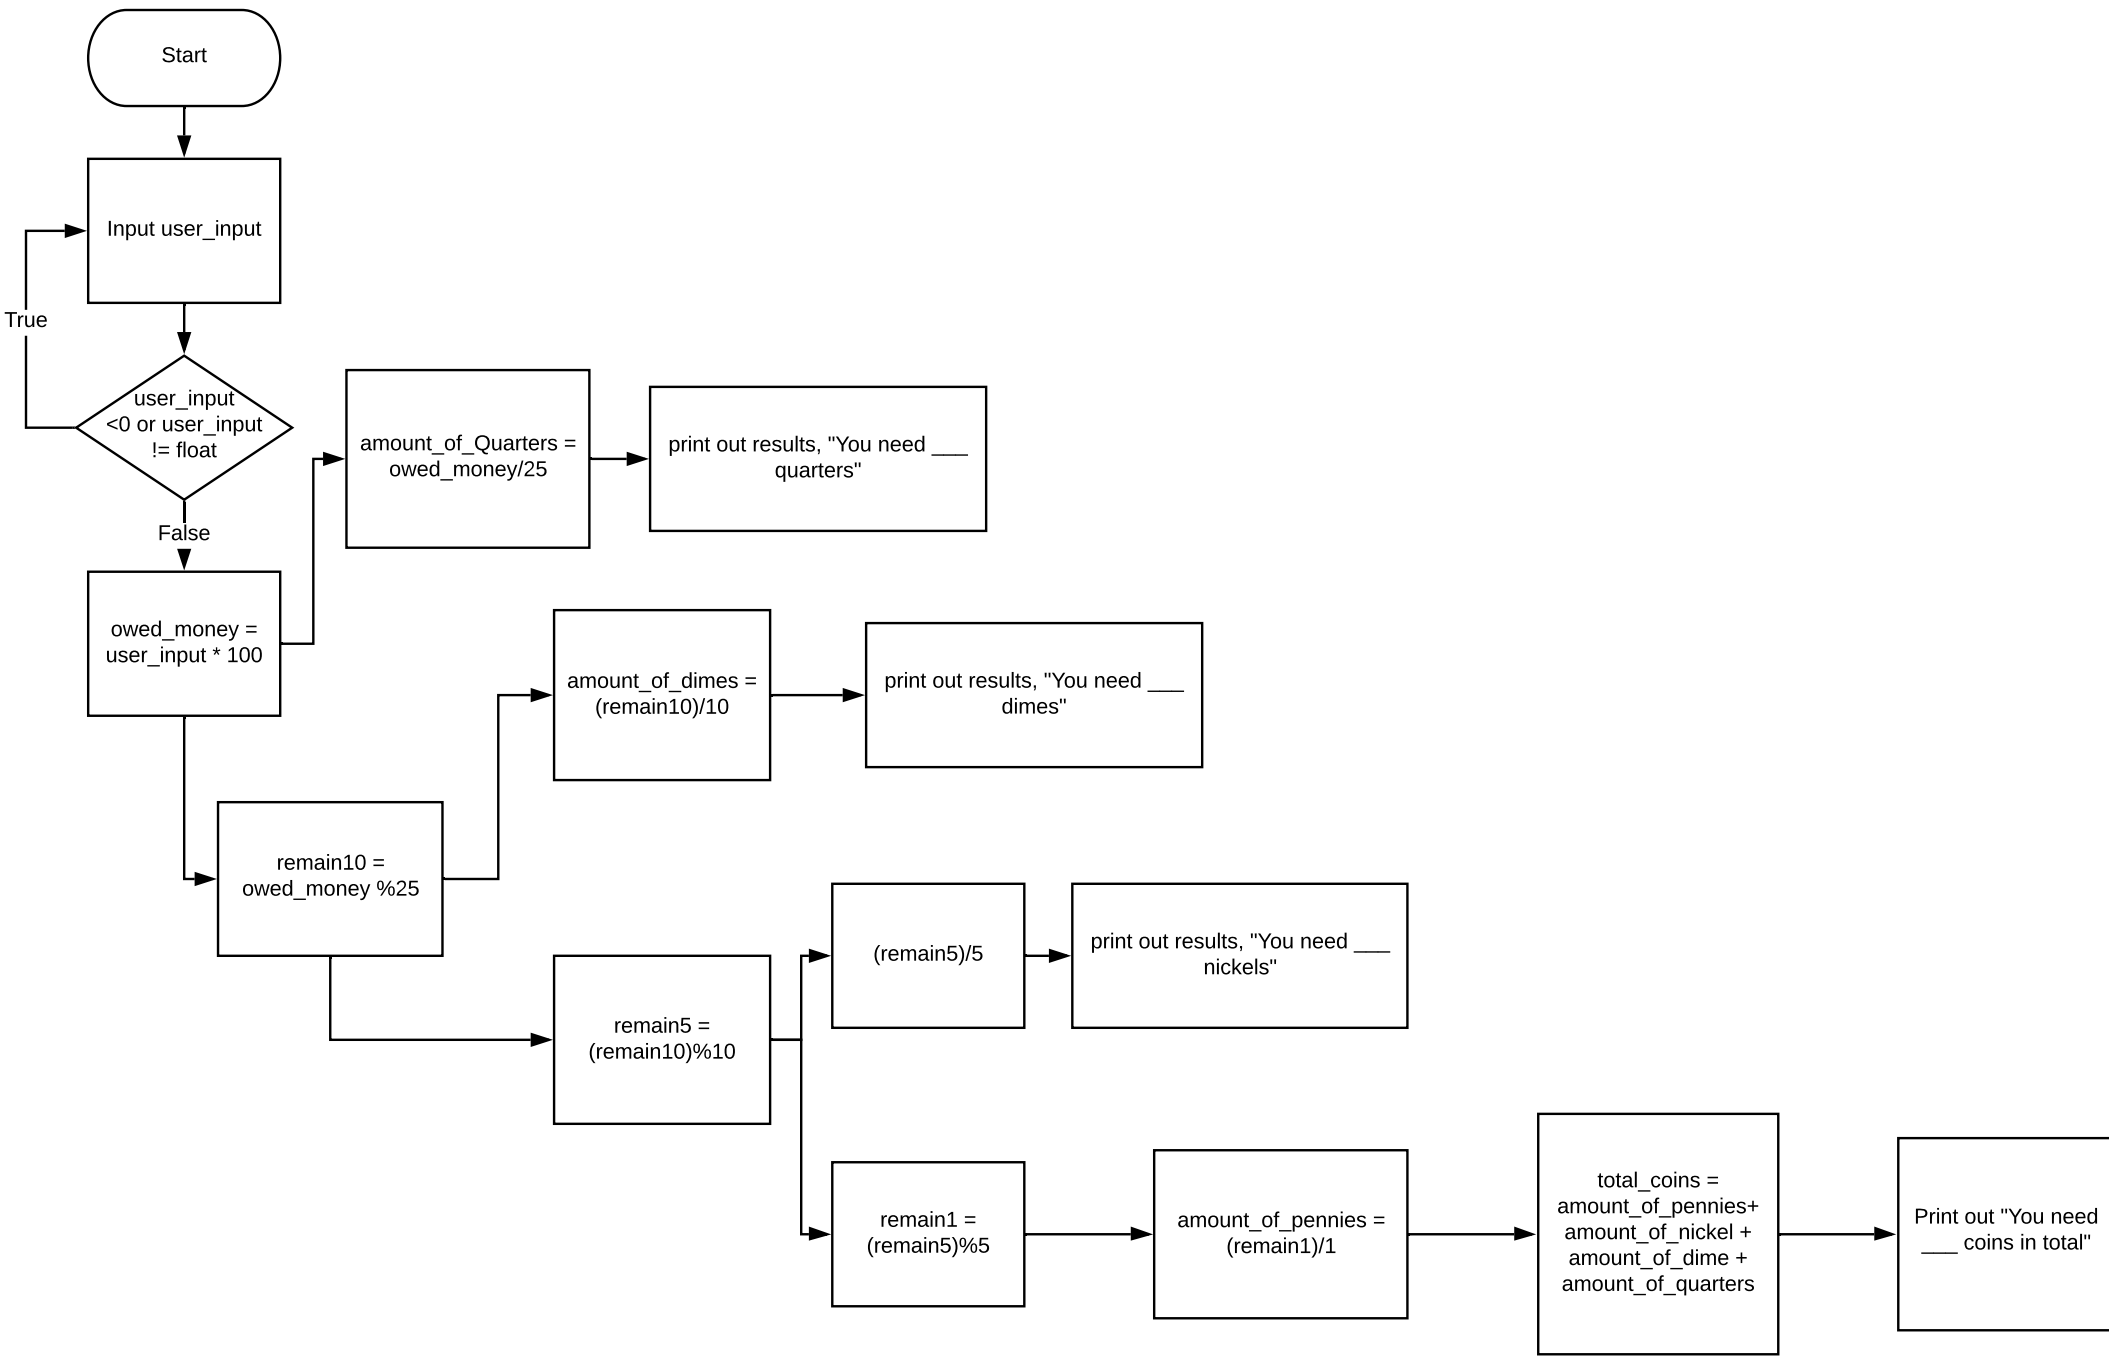 Start
Input user_input
True
user_input
<0 or user_input
!= float
False
amount_of_Quarters =
owed_money/25
print out results, "You need ___
quarters"
owed_money =
user_input * 100
amount_of_dimes =
(remain10)/10
print out results, "You need ___
dimes"
remain10 =
owed_money %25
(remain5)/5
print out results, "You need ___
nickels"
remain5 =
(remain10)%10
remain1 =
(remain5)%5
amount_of_pennies =
(remain1)/1
total_coins =
amount_of_pennies+
amount_of_nickel +
amount_of_dime +
amount_of_quarters
Print out "You need
___ coins in total"